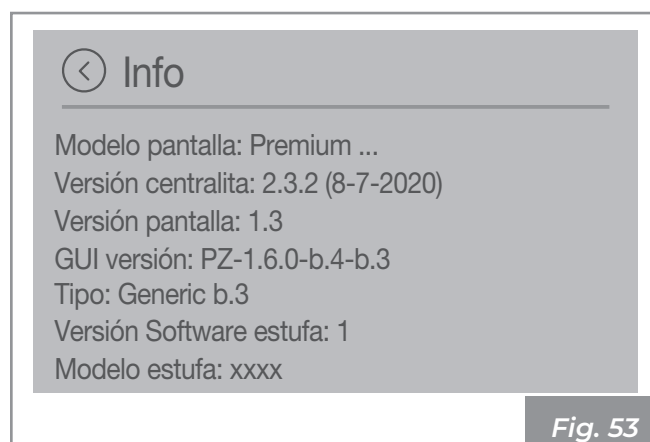 Info
Modelo pantalla: Premium ...
Versión centralita: 2.3.2 (8-7-2020)
Versión pantalla: 1.3
GUI versión: PZ-1.6.0-b.4-b.3
Tipo: Generic b.3
Versión Software estufa: 1
Modelo estufa: xxxx
Fig. 53